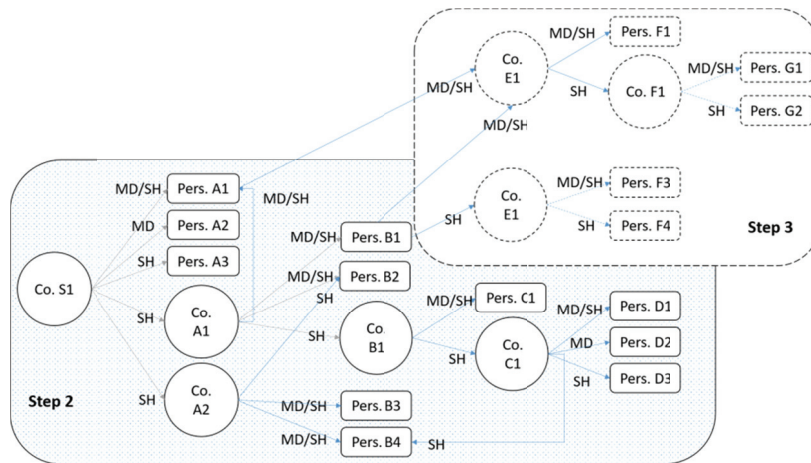 MD/SH
Pers. F1
Co.
E1
MD/SH
Pers. G1
SH
Co. F1
SH
Pers. G2
MD/SH
MD/SH
MD/SH
Pers. A1
MD/SH
MD
Pers. A2
SH
Pers. A3
Co. S1
SH
Co.
A1
MD/SH
Pers. B1
SH
Co.
E1
MD/SH
Pers. F3
SH
Pers. F4
Step 3
MD/SH
Pers. B2
SH
SH
Co.
B1
MD/SH
Pers. C1
SH
Co.
C1
MD/SH
Pers. D1
MD
Pers. D2
SH
Pers. D3
Step 2
SH
Co.
A2
MD/SH
Pers. B3
MD/SH
Pers. B4
SH